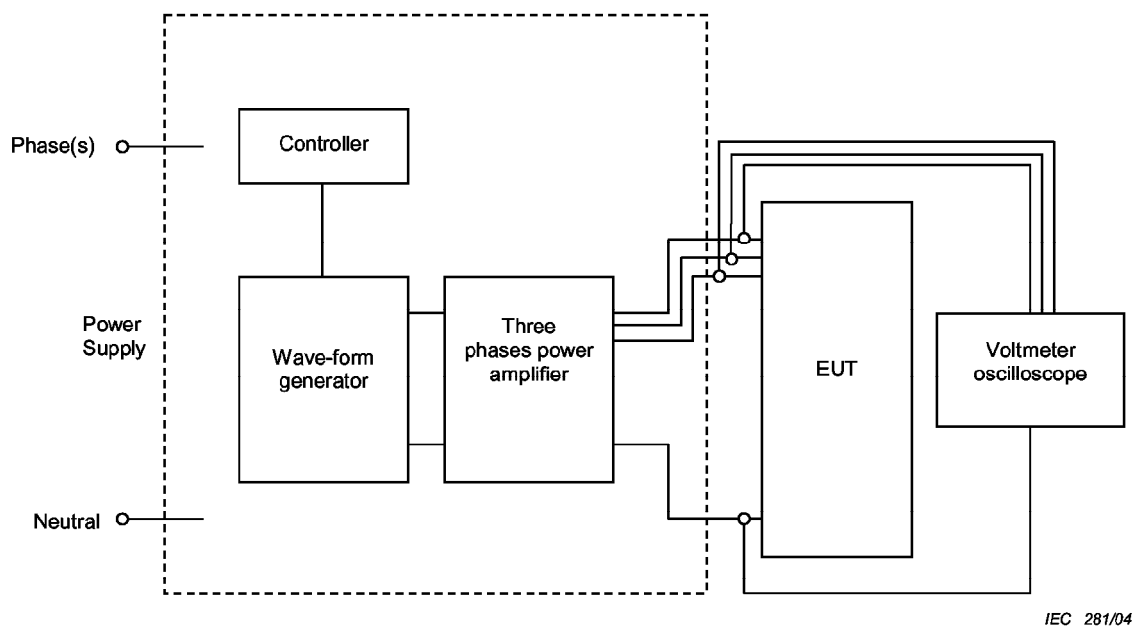 Phase(s)
Controller
Power
Supply
Wave-form
generator
Three
phases power
amplifier
EUT
Voltmeter
oscilloscope
Neutral
IEC 281/04